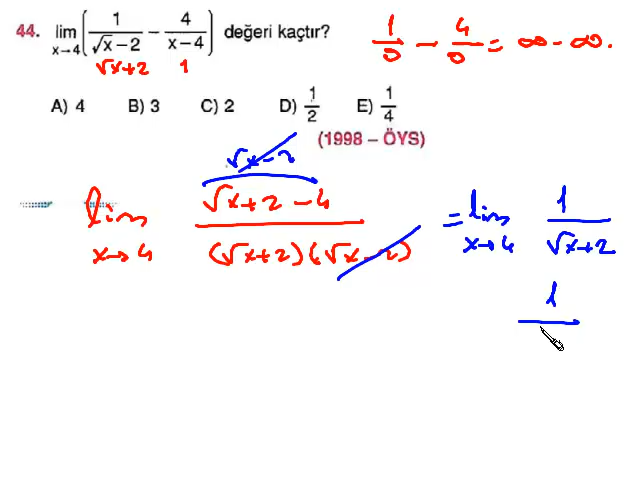 44. lim x→4 ( 1/(√x−2) − 4/(x−4) ) değeri kaçtır?
√x+2 1
1/0 − 4/0 = ∞ − ∞.
A) 4 B) 3 C) 2 D) 1/2 E) 1/4
(1998 – ÖYS)
√x−2
lim x→4 (√x+2−4)/((√x+2)(√x−2)) = lim x→4 1/(√x+2)
1